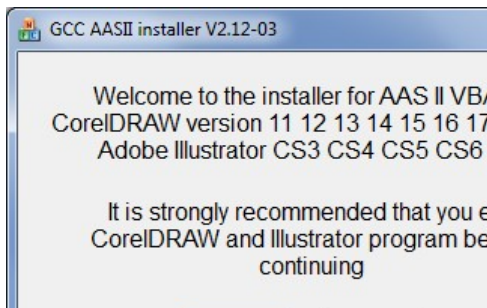 GCC AASII installer V2.12-03
Welcome to the installer for AAS II VBA
CorelDRAW version 11 12 13 14 15 16 17
Adobe Illustrator CS3 CS4 CS5 CS6
It is strongly recommended that you e
CorelDRAW and Illustrator program be
continuing